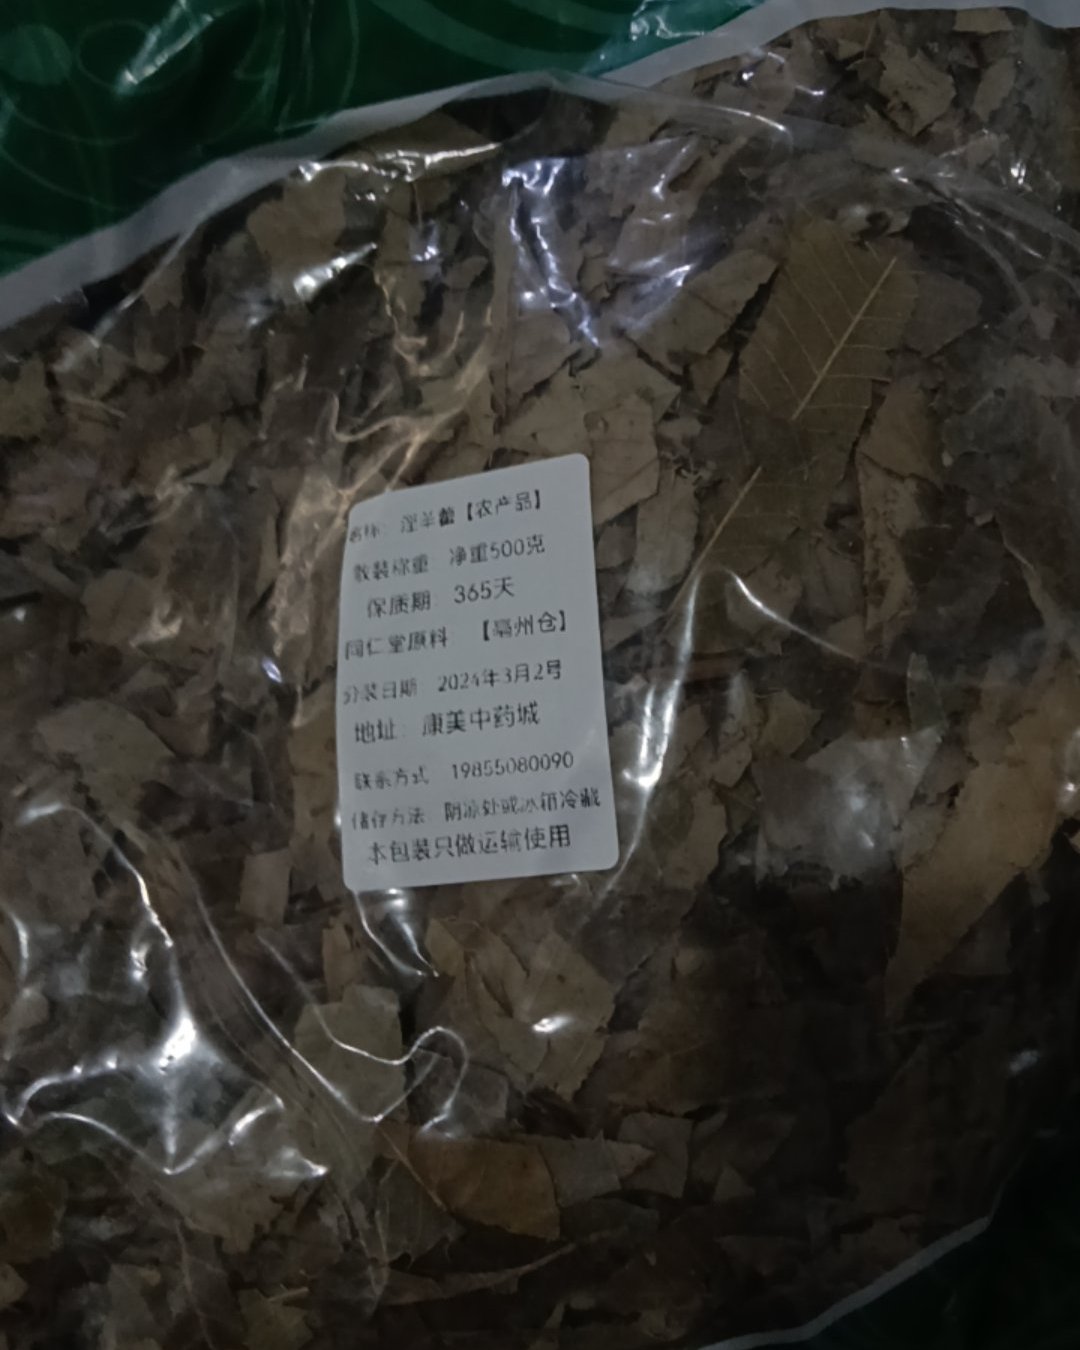 名称：淫羊藿【农产品】
散装称重：净重500克
保质期：365天
同仁堂原料 【亳州仓】
分装日期：2024年3月2号
地址：康美中药城
联系方式：19855080090
储存方法：阴凉处或冰箱冷藏
本包装只做运输使用